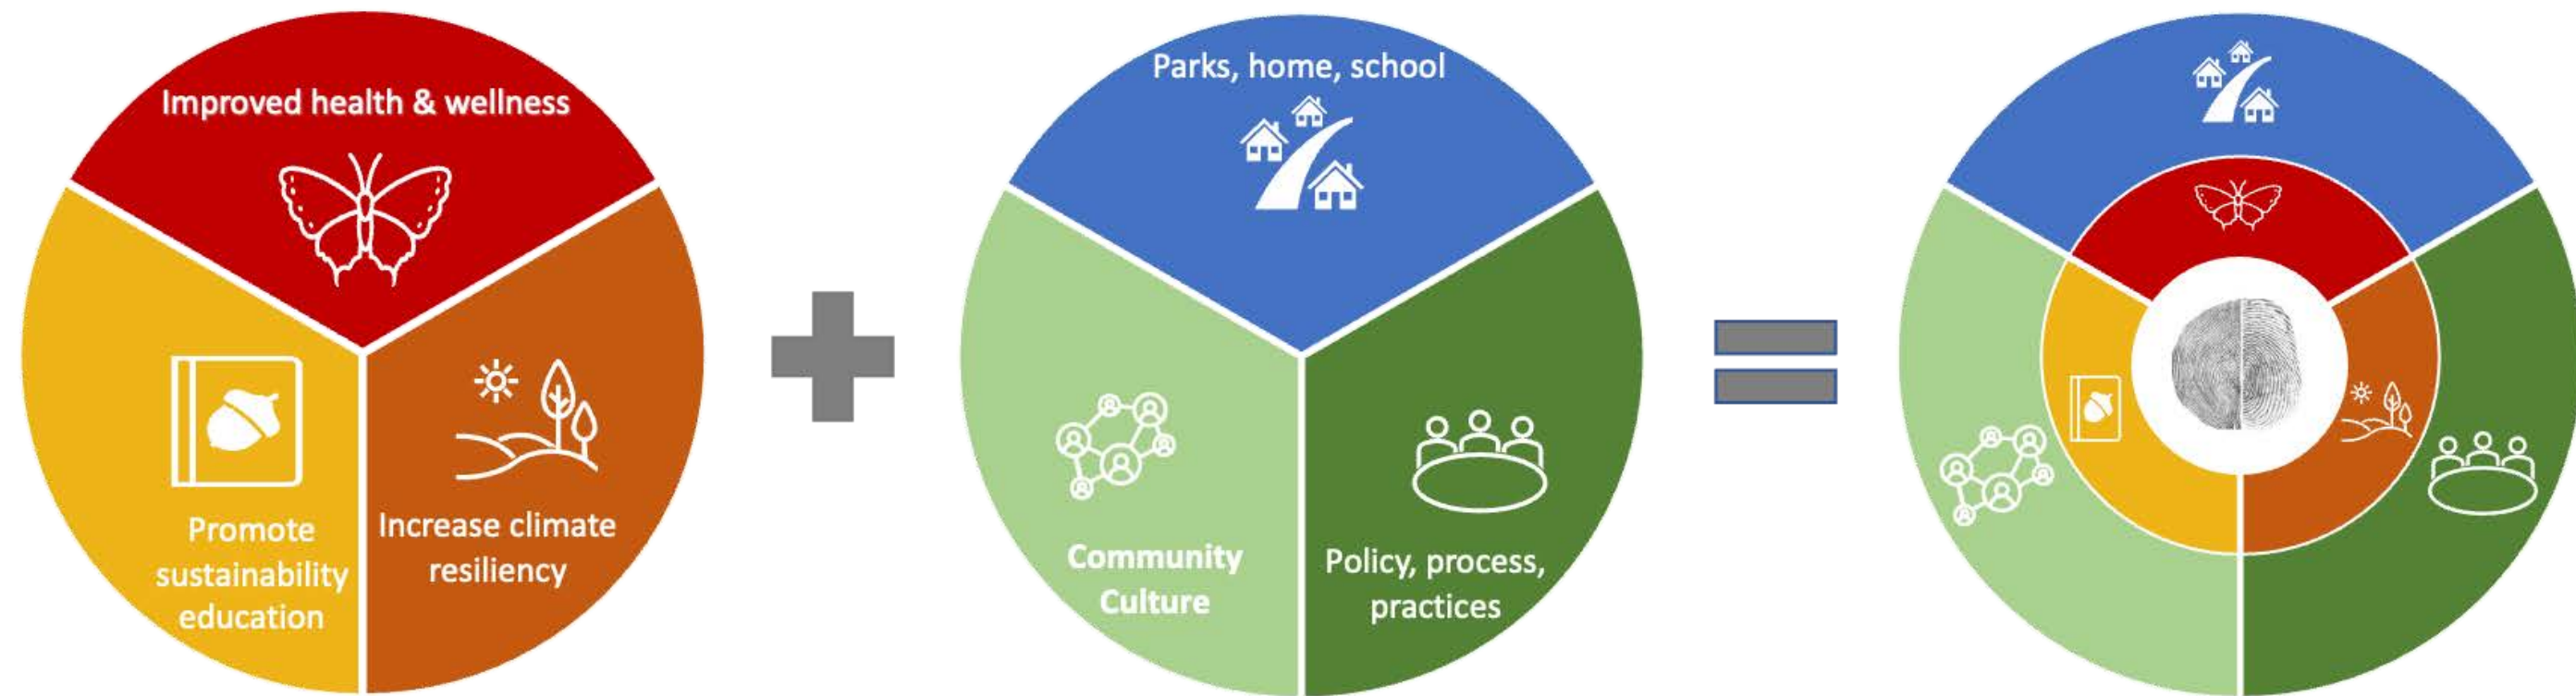 Improved health & wellness
Promote
sustainability
education
Increase climate
resiliency
Parks, home, school
Community
Culture
Policy, process,
practices